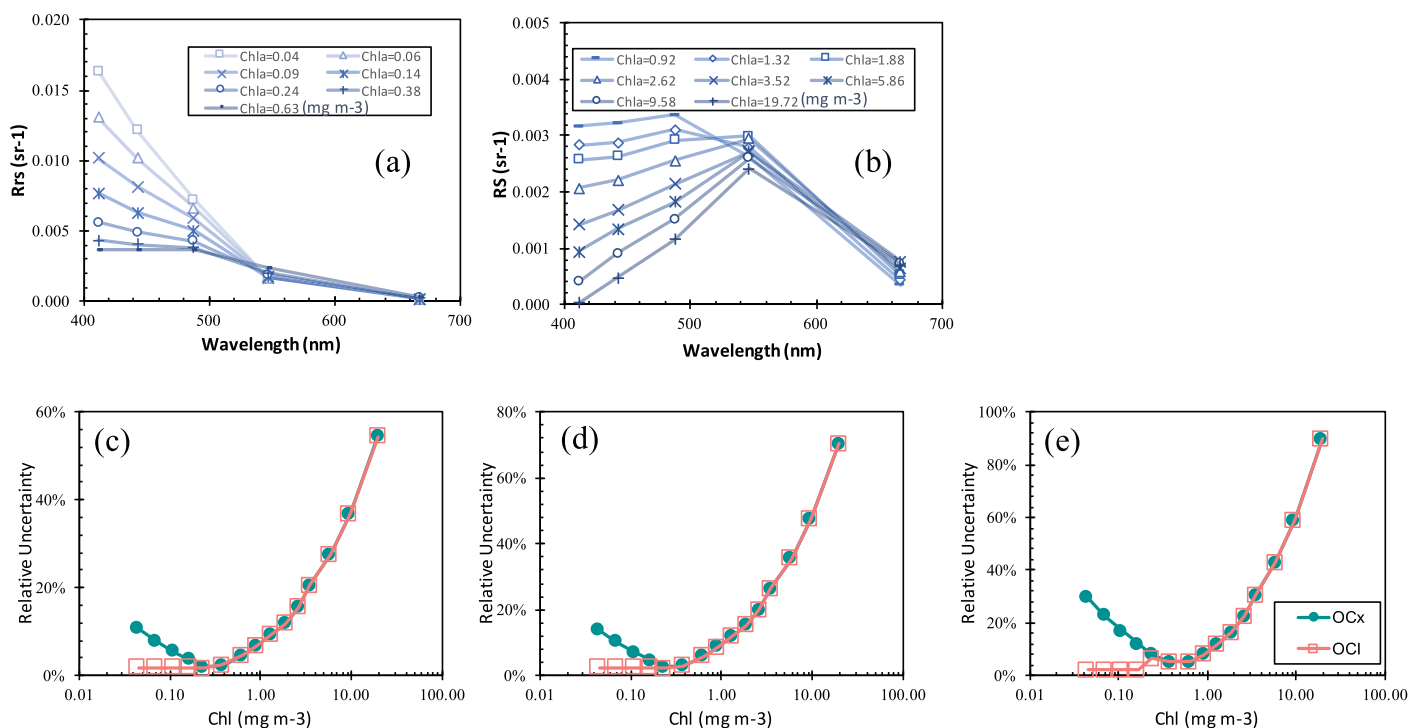 0.020
0.015
0.010
0.005
0.000
400
500
600
700
Rrs (sr-1)
Wavelength (nm)
Chla=0.04
Chla=0.06
Chla=0.09
Chla=0.14
Chla=0.24
Chla=0.38
Chla=0.63 (mg m-3)
(a)
0.005
0.004
0.003
0.002
0.001
0.000
400
500
600
700
RS (sr-1)
Wavelength (nm)
Chla=0.92
Chla=1.32
Chla=1.88
Chla=2.62
Chla=3.52
Chla=5.86
Chla=9.58
Chla=19.72 (mg m-3)
(b)
60%
40%
20%
0%
0.01
0.10
1.00
10.00
100.00
Relative Uncertainty
Chl (mg m-3)
(c)
80%
60%
40%
20%
0%
0.01
0.10
1.00
10.00
100.00
Relative Uncertainty
Chl (mg m-3)
(d)
100%
80%
60%
40%
20%
0%
0.01
0.10
1.00
10.00
100.00
Relative Uncertainty
Chl (mg m-3)
(e)
OCx
OCI